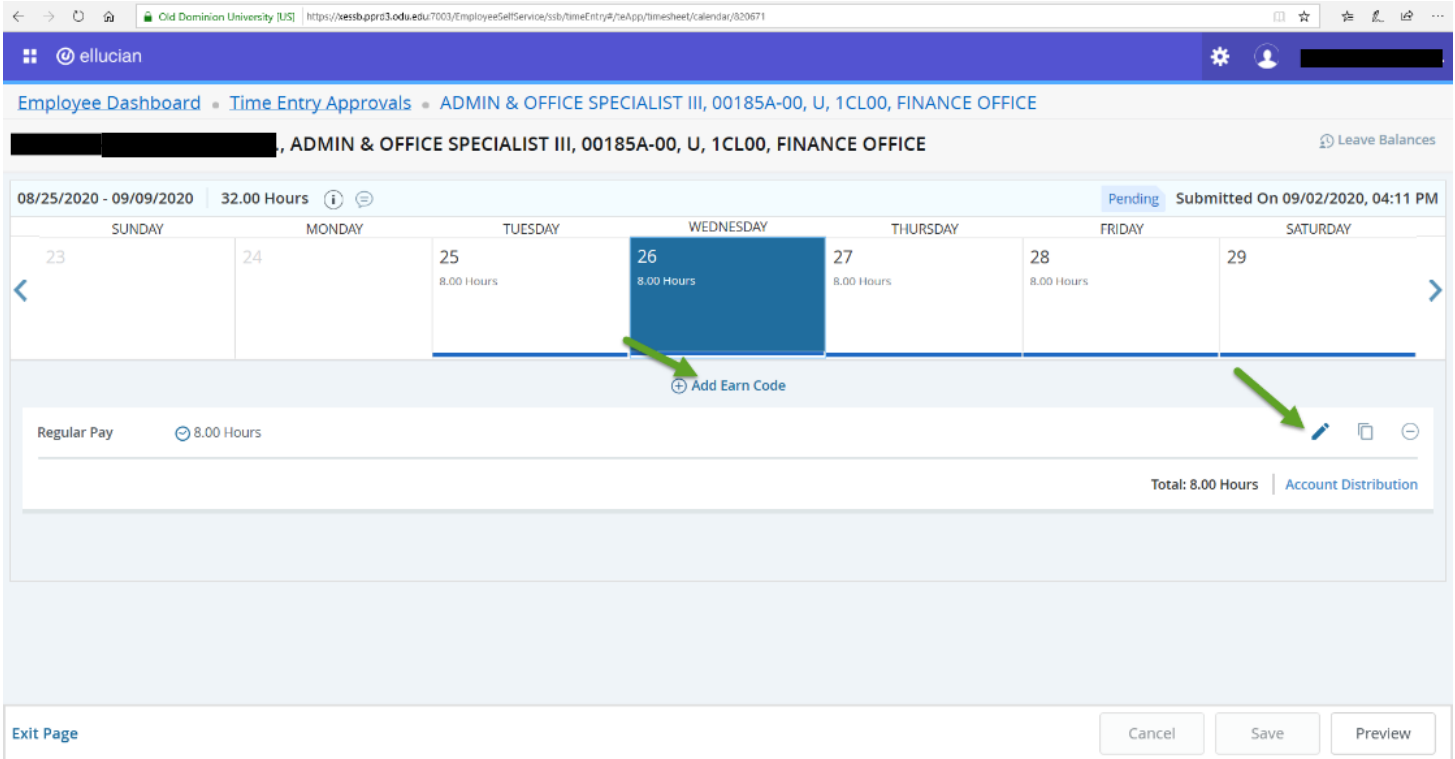 Old Dominion University [US] https://xessb.pprd3.odu.edu:7003/EmployeeSelfService/ssb/timeEntry#/teApp/timesheet/calendar/820671
ellucian
Employee Dashboard • Time Entry Approvals • ADMIN & OFFICE SPECIALIST III, 00185A-00, U, 1CL00, FINANCE OFFICE
., ADMIN & OFFICE SPECIALIST III, 00185A-00, U, 1CL00, FINANCE OFFICE Leave Balances
08/25/2020 - 09/09/2020 32.00 Hours Pending Submitted On 09/02/2020, 04:11 PM
SUNDAY MONDAY TUESDAY WEDNESDAY THURSDAY FRIDAY SATURDAY
23 24 25 26 27 28 29
8.00 Hours 8.00 Hours 8.00 Hours 8.00 Hours
Add Earn Code
Regular Pay 8.00 Hours
Total: 8.00 Hours Account Distribution
Exit Page Cancel Save Preview